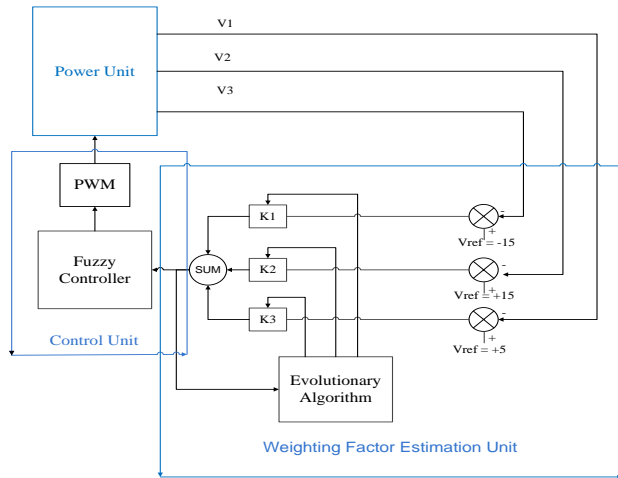 V1
V2
Power Unit
V3
PWM
K1
-
+
Vref = -15
Fuzzy
Controller
SUM
K2
-
+
Vref = +15
K3
-
+
Vref = +5
Control Unit
Evolutionary
Algorithm
Weighting Factor Estimation Unit